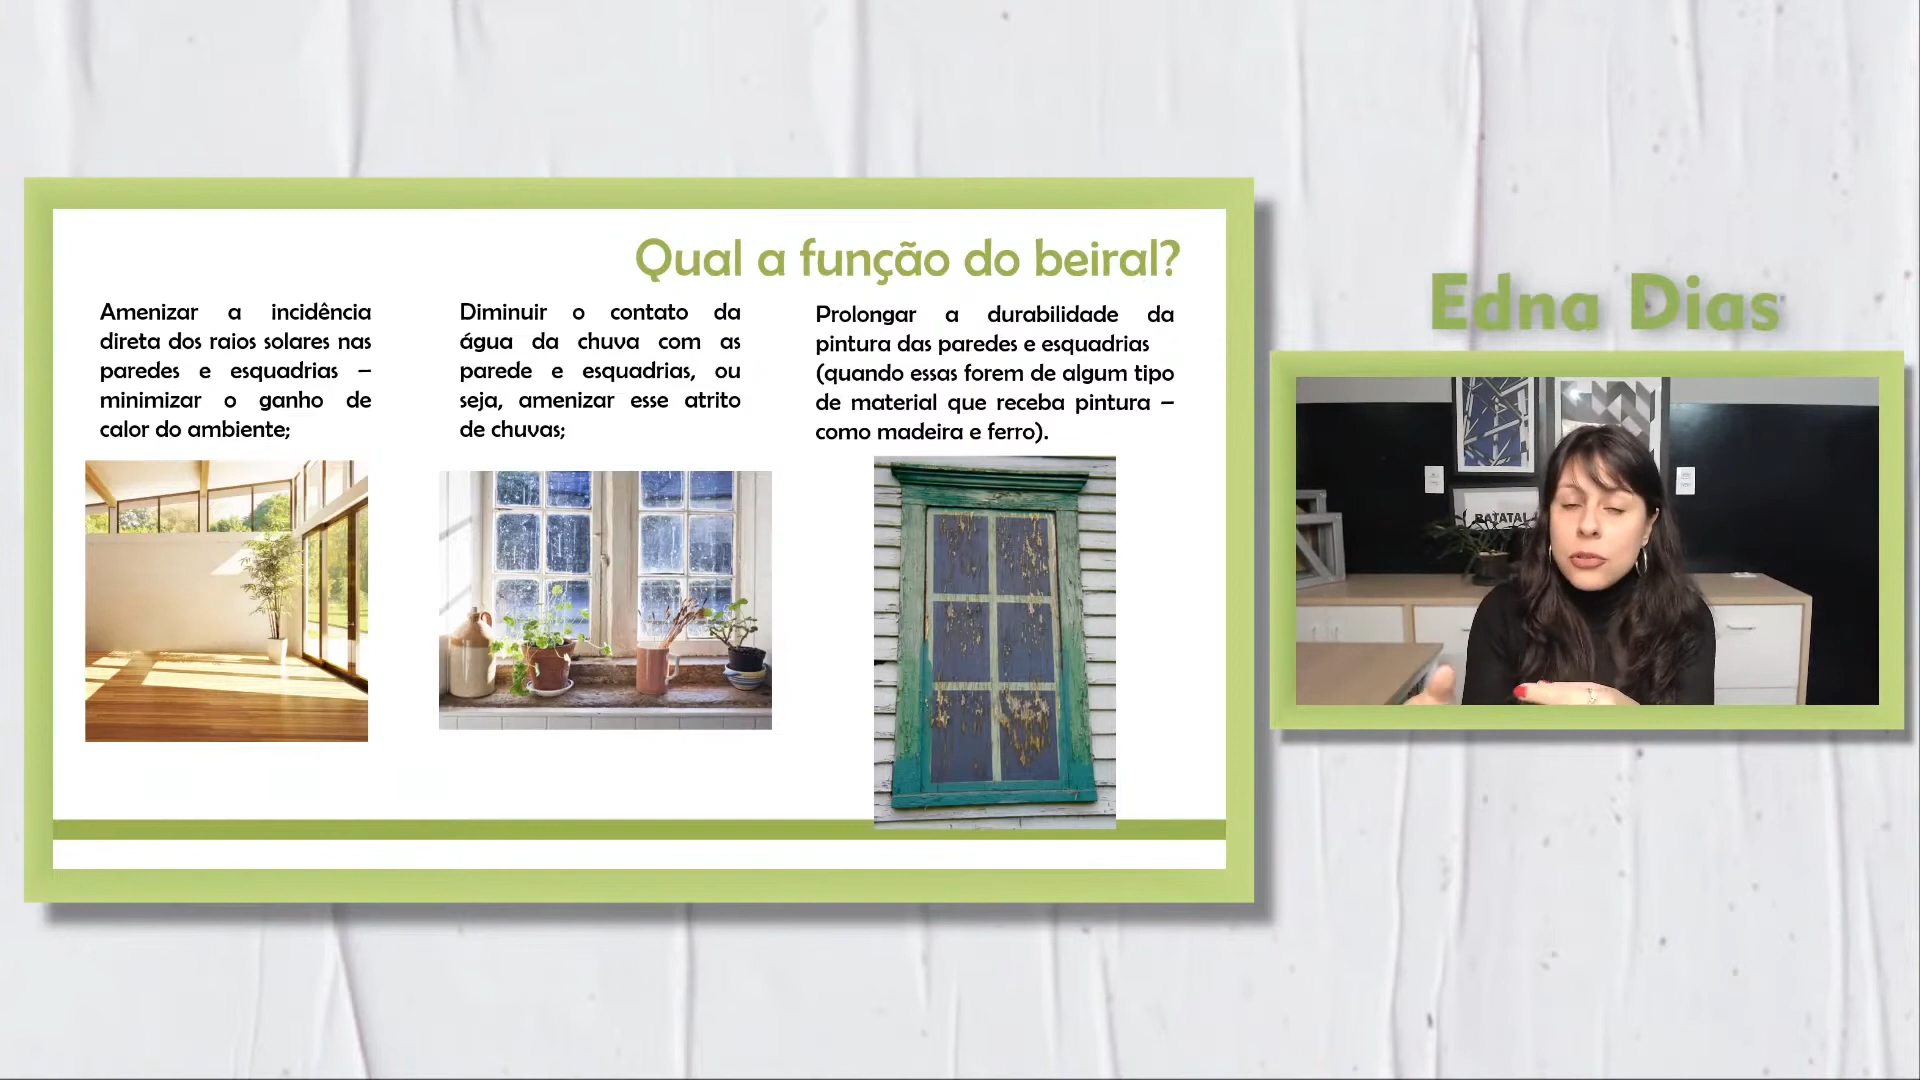 Qual a função do beiral?
Amenizar a incidência
direta dos raios solares nas
paredes e esquadrias –
minimizar o ganho de
calor do ambiente;
Diminuir o contato da
água da chuva com as
parede e esquadrias, ou
seja, amenizar esse atrito
de chuvas;
Prolongar a durabilidade da
pintura das paredes e esquadrias
(quando essas forem de algum tipo
de material que receba pintura –
como madeira e ferro).
Edna Dias